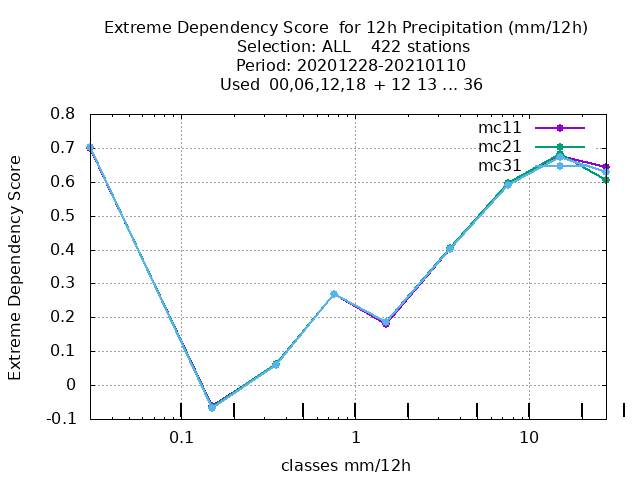 Extreme Dependency Score  for 12h Precipitation (mm/12h)
Selection: ALL    422 stations
Period: 20201228-20210110
Used  00,06,12,18  + 12 13 ... 36
mc11
mc21
mc31
0.8
0.7
0.6
0.5
0.4
0.3
0.2
0.1
0
-0.1
Extreme Dependency Score
0.1
1
10
classes mm/12h